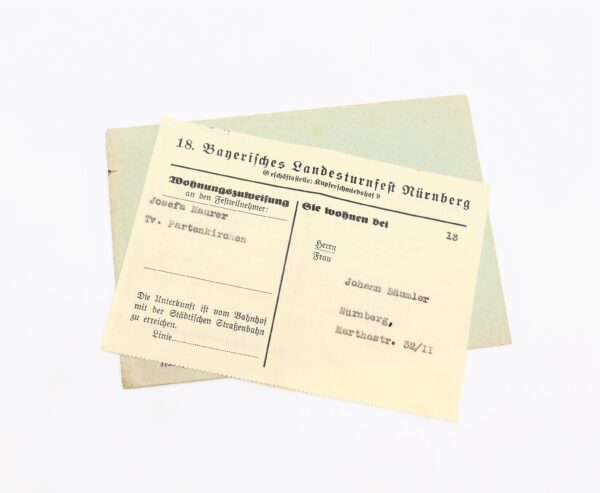 18. Bayerisches Landesturnfest Nürnberg
Geschäftsstelle: Kupferschmiedshof 9
Wohnungszuweisung
an den Festteilnehmer:
Josefa Maurer
Tv. Partenkirchen
Die Unterkunft ist vom Bahnhof
mit der Städtischen Straßenbahn
zu erreichen.
Linie
Sie wohnen bei
13
Herrn
Frau
Johann Bäumler
Nurnberg,
Marthastr. 32/II